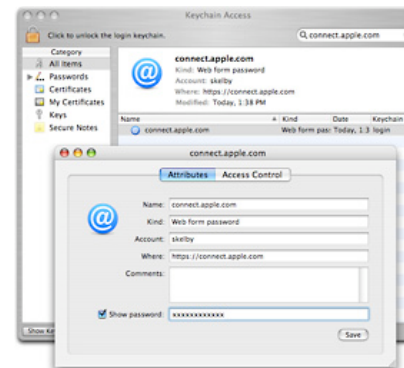 Keychain Access
Click to unlock the login keychain.
connect.apple.com
Category
All Items
Passwords
Certificates
My Certificates
Keys
Secure Notes
connect.apple.com
Kind: Web form password
Account: skelby
Where: https://connect.apple.com
Modified: Today, 1:38 PM
Name Kind Date Keychain
connect.apple.com Web form pas: Today, 1:3 login
connect.apple.com
Attributes Access Control
Name: connect.apple.com
Kind: Web form password
Account: skelby
Where: https://connect.apple.com
Comments:
Show password: xxxxxxxxxxxx
Save
Show Ke